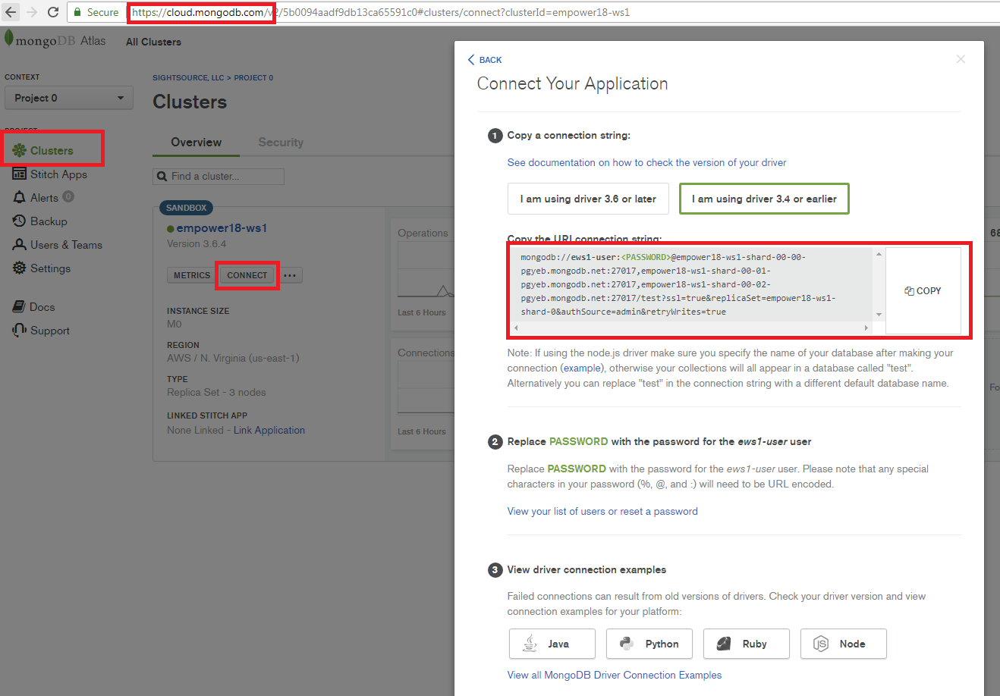 Secure https://cloud.mongodb.com/v2/5b0094aadf9db13ca65591c0#clusters/connect?clusterId=empower18-ws1
mongoDB Atlas All Clusters
CONTEXT
Project 0
PROJECT
Clusters
Stitch Apps
Alerts 0
Backup
Users & Teams
Settings
Docs
Support
SIGHTSOURCE, LLC > PROJECT 0
Clusters
Overview Security
Find a cluster...
SANDBOX
empower18-ws1
Version 3.6.4
METRICS CONNECT ...
INSTANCE SIZE
M0
REGION
AWS / N. Virginia (us-east-1)
TYPE
Replica Set - 3 nodes
LINKED STITCH APP
None Linked - Link Application
Operations
Last 6 Hours
Connections
Last 6 Hours
BACK
Connect Your Application
1 Copy a connection string:
See documentation on how to check the version of your driver
I am using driver 3.6 or later I am using driver 3.4 or earlier
Copy the URI connection string:
mongodb://ews1-user:<PASSWORD>@empower18-ws1-shard-00-00-
pgyeb.mongodb.net:27017,empower18-ws1-shard-00-01-
pgyeb.mongodb.net:27017,empower18-ws1-shard-00-02-
pgyeb.mongodb.net:27017/test?ssl=true&replicaSet=empower18-ws1-
shard-0&authSource=admin&retryWrites=true
COPY
Note: If using the node.js driver make sure you specify the name of your database after making your
connection (example), otherwise your collections will all appear in a database called "test".
Alternatively you can replace "test" in the connection string with a different default database name.
2 Replace PASSWORD with the password for the ews1-user user
Replace PASSWORD with the password for the ews1-user user. Please note that any special
characters in your password (%, @, and :) will need to be URL encoded.
View your list of users or reset a password
3 View driver connection examples
Failed connections can result from old versions of drivers. Check your driver version and view
connection examples for your platform:
Java Python Ruby Node
View all MongoDB Driver Connection Examples